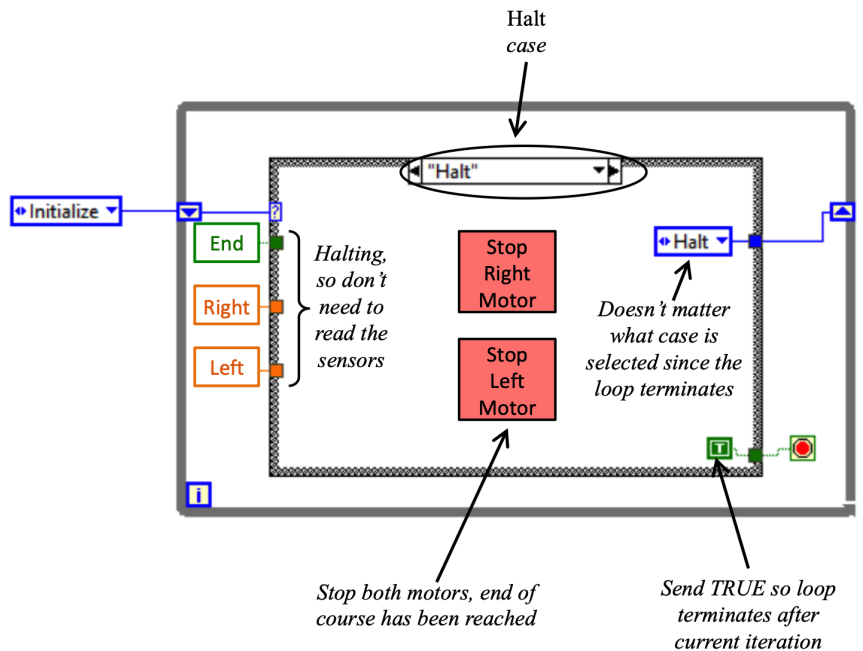 Halt
case
"Halt"
Initialize
?
End
Right
Left
Halting,
so don't
need to
read the
sensors
Stop
Right
Motor
Stop
Left
Motor
Halt
Doesn't matter
what case is
selected since the
loop terminates
T
i
Stop both motors, end of
course has been reached
Send TRUE so loop
terminates after
current iteration